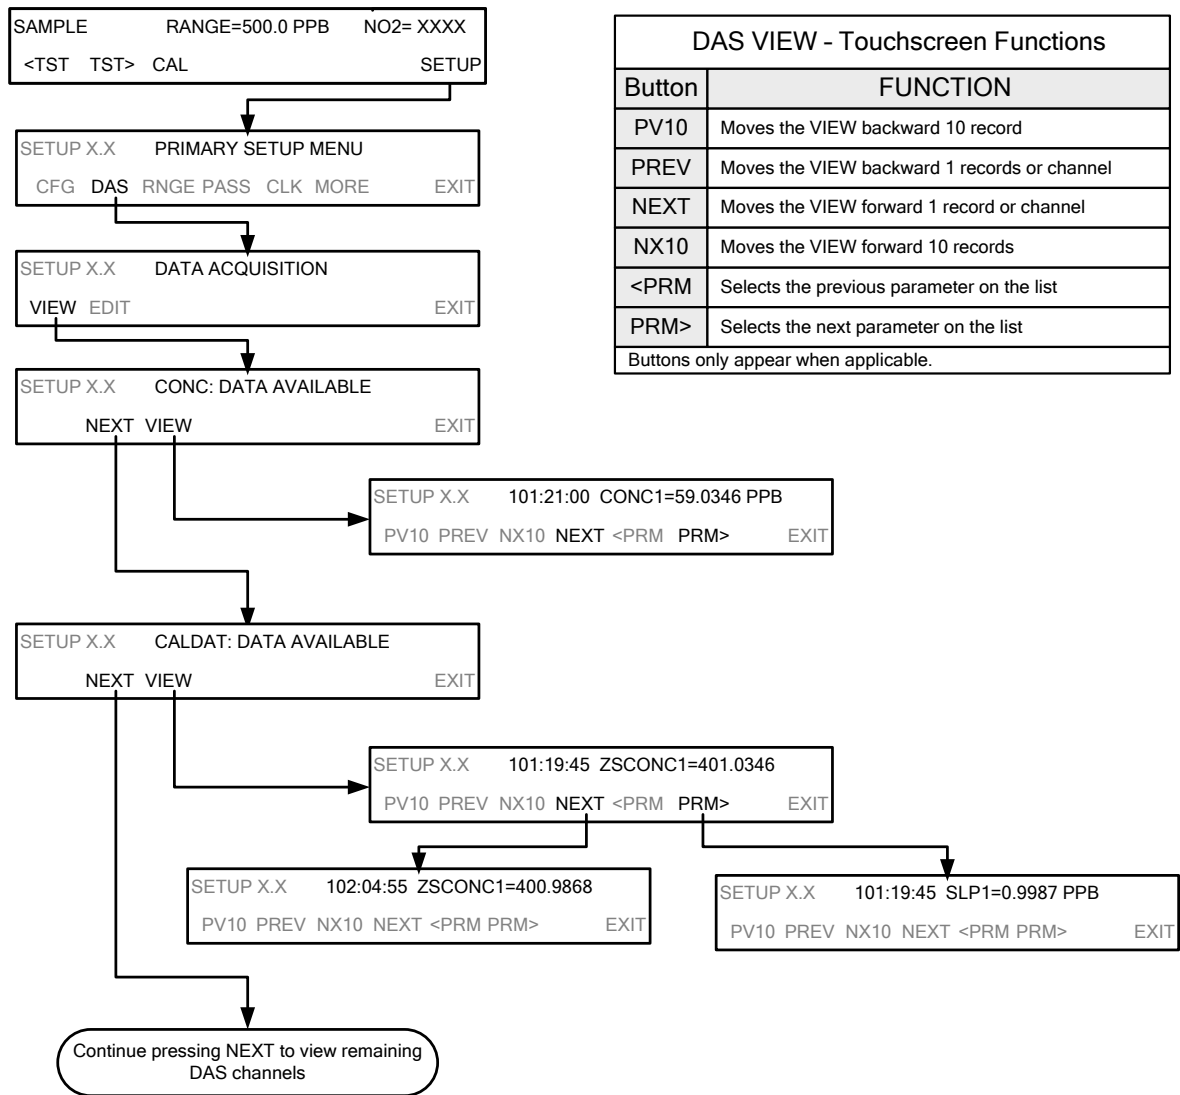 SAMPLE RANGE=500.0 PPB NO2= XXXX
<TST TST> CAL SETUP
SETUP X.X PRIMARY SETUP MENU
CFG DAS RNGE PASS CLK MORE EXIT
SETUP X.X DATA ACQUISITION
VIEW EDIT EXIT
SETUP X.X CONC: DATA AVAILABLE
NEXT VIEW EXIT
SETUP X.X 101:21:00 CONC1=59.0346 PPB
PV10 PREV NX10 NEXT <PRM PRM> EXIT
SETUP X.X CALDAT: DATA AVAILABLE
NEXT VIEW EXIT
SETUP X.X 101:19:45 ZSCONC1=401.0346
PV10 PREV NX10 NEXT <PRM PRM> EXIT
SETUP X.X 102:04:55 ZSCONC1=400.9868
PV10 PREV NX10 NEXT <PRM PRM> EXIT
SETUP X.X 101:19:45 SLP1=0.9987 PPB
PV10 PREV NX10 NEXT <PRM PRM> EXIT
Continue pressing NEXT to view remaining
DAS channels
DAS VIEW - Touchscreen Functions
Button FUNCTION
PV10 Moves the VIEW backward 10 record
PREV Moves the VIEW backward 1 records or channel
NEXT Moves the VIEW forward 1 record or channel
NX10 Moves the VIEW forward 10 records
<PRM Selects the previous parameter on the list
PRM> Selects the next parameter on the list
Buttons only appear when applicable.